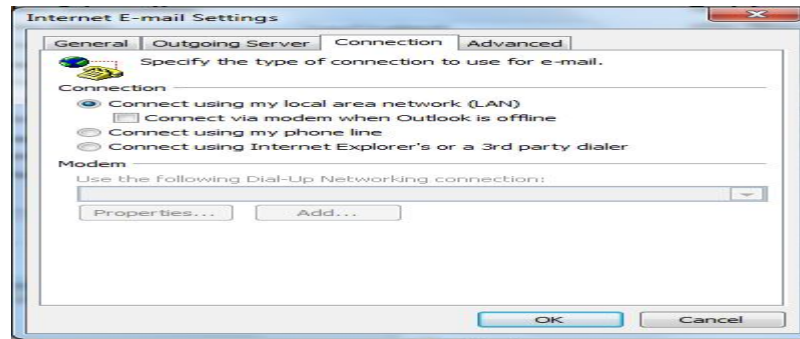 Internet E-mail Settings
General Outgoing Server Connection Advanced
Specify the type of connection to use for e-mail.
Connection
Connect using my local area network (LAN)
Connect via modem when Outlook is offline
Connect using my phone line
Connect using Internet Explorer's or a 3rd party dialer
Modem
Use the following Dial-Up Networking connection:
Properties... Add...
OK Cancel